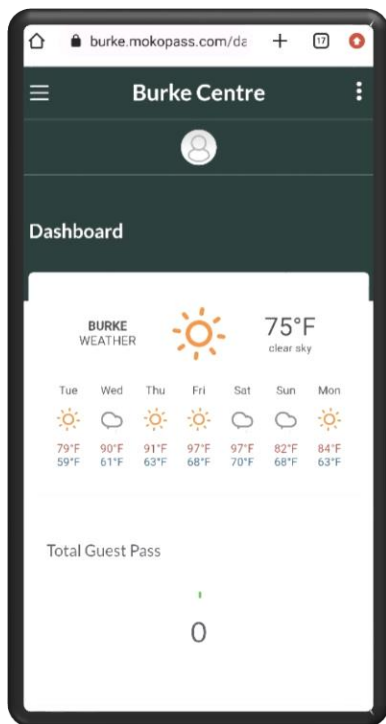 burke.mokopass.com/da
17
Burke Centre
Dashboard
BURKE
WEATHER
75°F
clear sky
Tue Wed Thu Fri Sat Sun Mon
79°F 90°F 91°F 97°F 97°F 82°F 84°F
59°F 61°F 63°F 68°F 70°F 68°F 63°F
Total Guest Pass
0